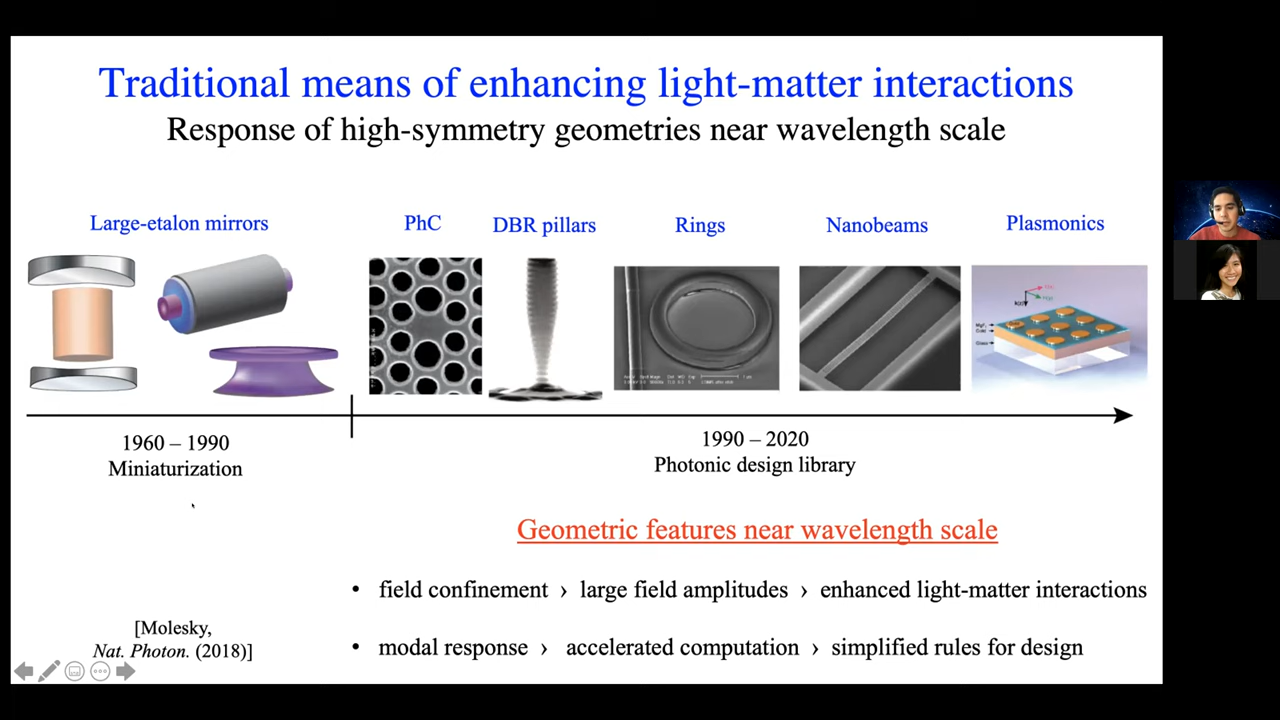 Traditional means of enhancing light-matter interactions
Response of high-symmetry geometries near wavelength scale
Large-etalon mirrors
PhC
DBR pillars
Rings
Nanobeams
Plasmonics
1960 – 1990
Miniaturization
1990 – 2020
Photonic design library
Geometric features near wavelength scale
• field confinement › large field amplitudes › enhanced light-matter interactions
• modal response › accelerated computation › simplified rules for design
[Molesky,
Nat. Photon. (2018)]